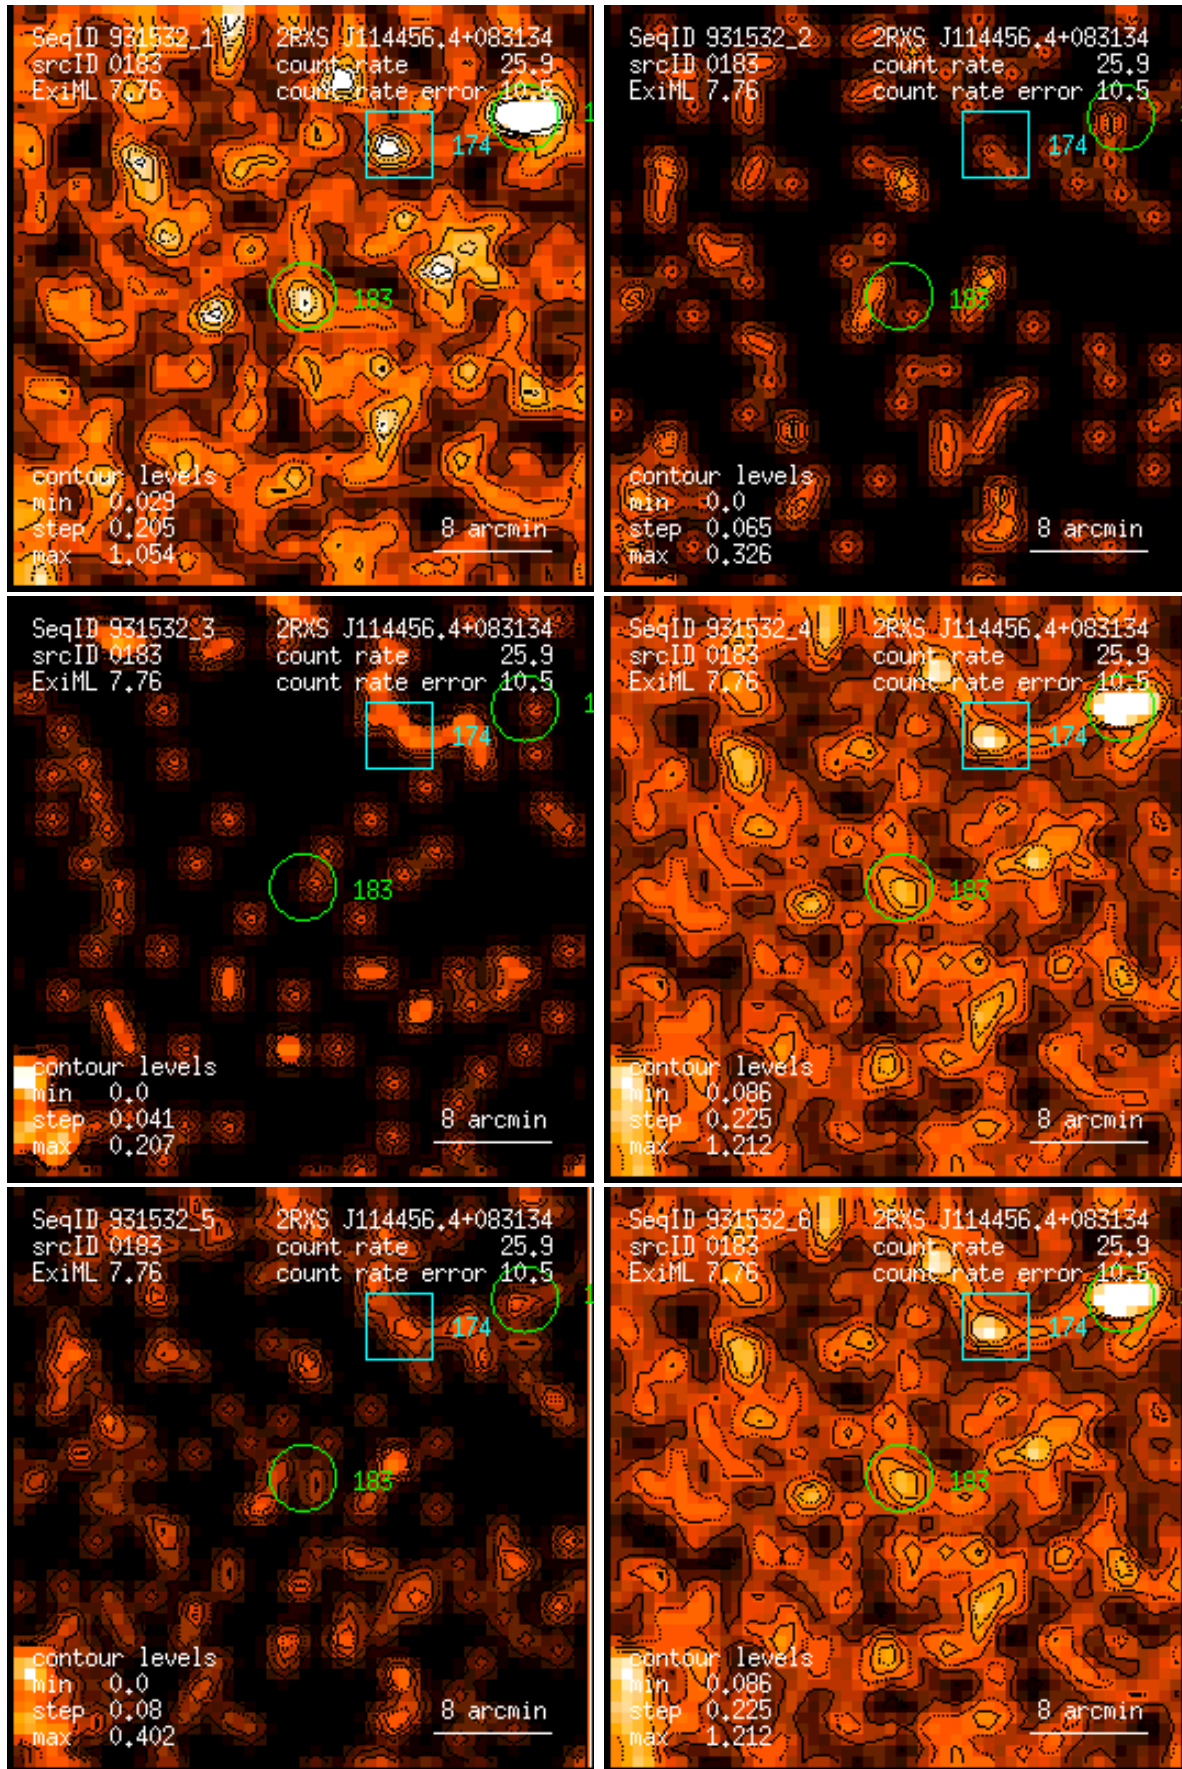 SeqID 931532_1 2RXS J114456.4+083134
srcID 0183 count rate 25.9
ExiML 7.76 count rate error 10.5
1
174
183
contour levels
min 0.029
step 0.205 8 arcmin
max 1.054
SeqID 931532_2 2RXS J114456.4+083134
srcID 0183 count rate 25.9
ExiML 7.76 count rate error 10.5
174
183
contour levels
min 0.0
step 0.065 8 arcmin
max 0.326
SeqID 931532_3 2RXS J114456.4+083134
srcID 0183 count rate 25.9
ExiML 7.76 count rate error 10.5
1
174
183
contour levels
min 0.0
step 0.041 8 arcmin
max 0.207
SeqID 931532_4 2RXS J114456.4+083134
srcID 0183 count rate 25.9
ExiML 7.76 count rate error 10.5
174
183
contour levels
min 0.086
step 0.225 8 arcmin
max 1.212
SeqID 931532_5 2RXS J114456.4+083134
srcID 0183 count rate 25.9
ExiML 7.76 count rate error 10.5
1
174
183
contour levels
min 0.0
step 0.08 8 arcmin
max 0.402
SeqID 931532_6 2RXS J114456.4+083134
srcID 0183 count rate 25.9
ExiML 7.76 count rate error 10.5
174
183
contour levels
min 0.086
step 0.225 8 arcmin
max 1.212